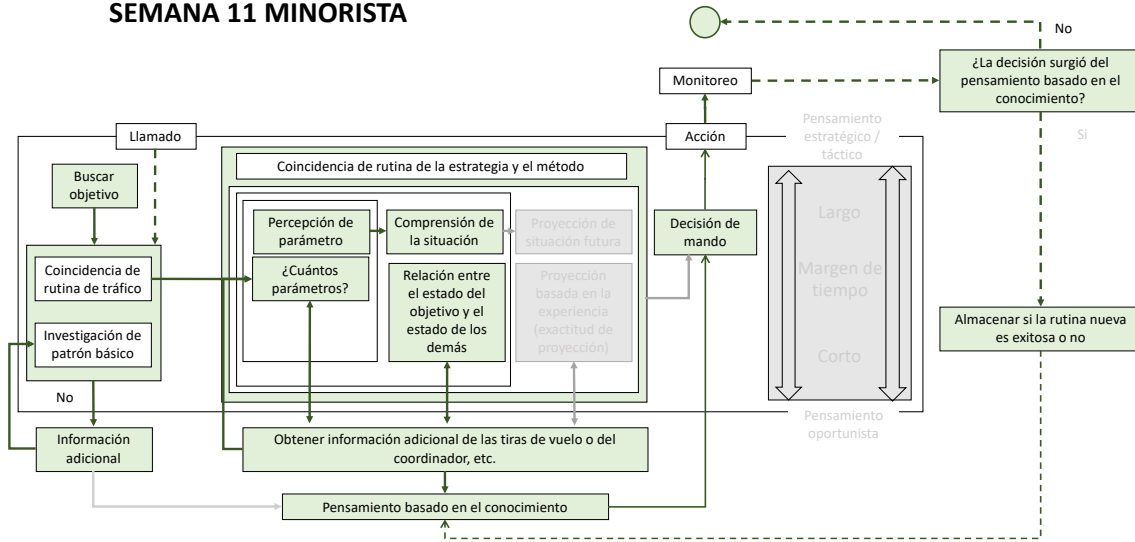 SEMANA 11 MINORISTA
No
¿La decisión surgió del
pensamiento basado en el
conocimiento?
Monitoreo
Si
Llamado
Acción
Pensamiento
estratégico /
táctico
Buscar
objetivo
Coincidencia de rutina de la estrategia y el método
Percepción de
parámetro
Comprensión de
la situación
Proyección de
situación futura
Decisión de
mando
Largo
Coincidencia de
rutina de tráfico
¿Cuántos
parámetros?
Relación entre
el estado del
objetivo y el
estado de los
demás
Proyección
basada en la
experiencia
(exactitud de
proyección)
Margen de
tiempo
Investigación de
patrón básico
Almacenar si la rutina nueva
es exitosa o no
Corto
No
Pensamiento
oportunista
Información
adicional
Obtener información adicional de las tiras de vuelo o del
coordinador, etc.
Pensamiento basado en el conocimiento